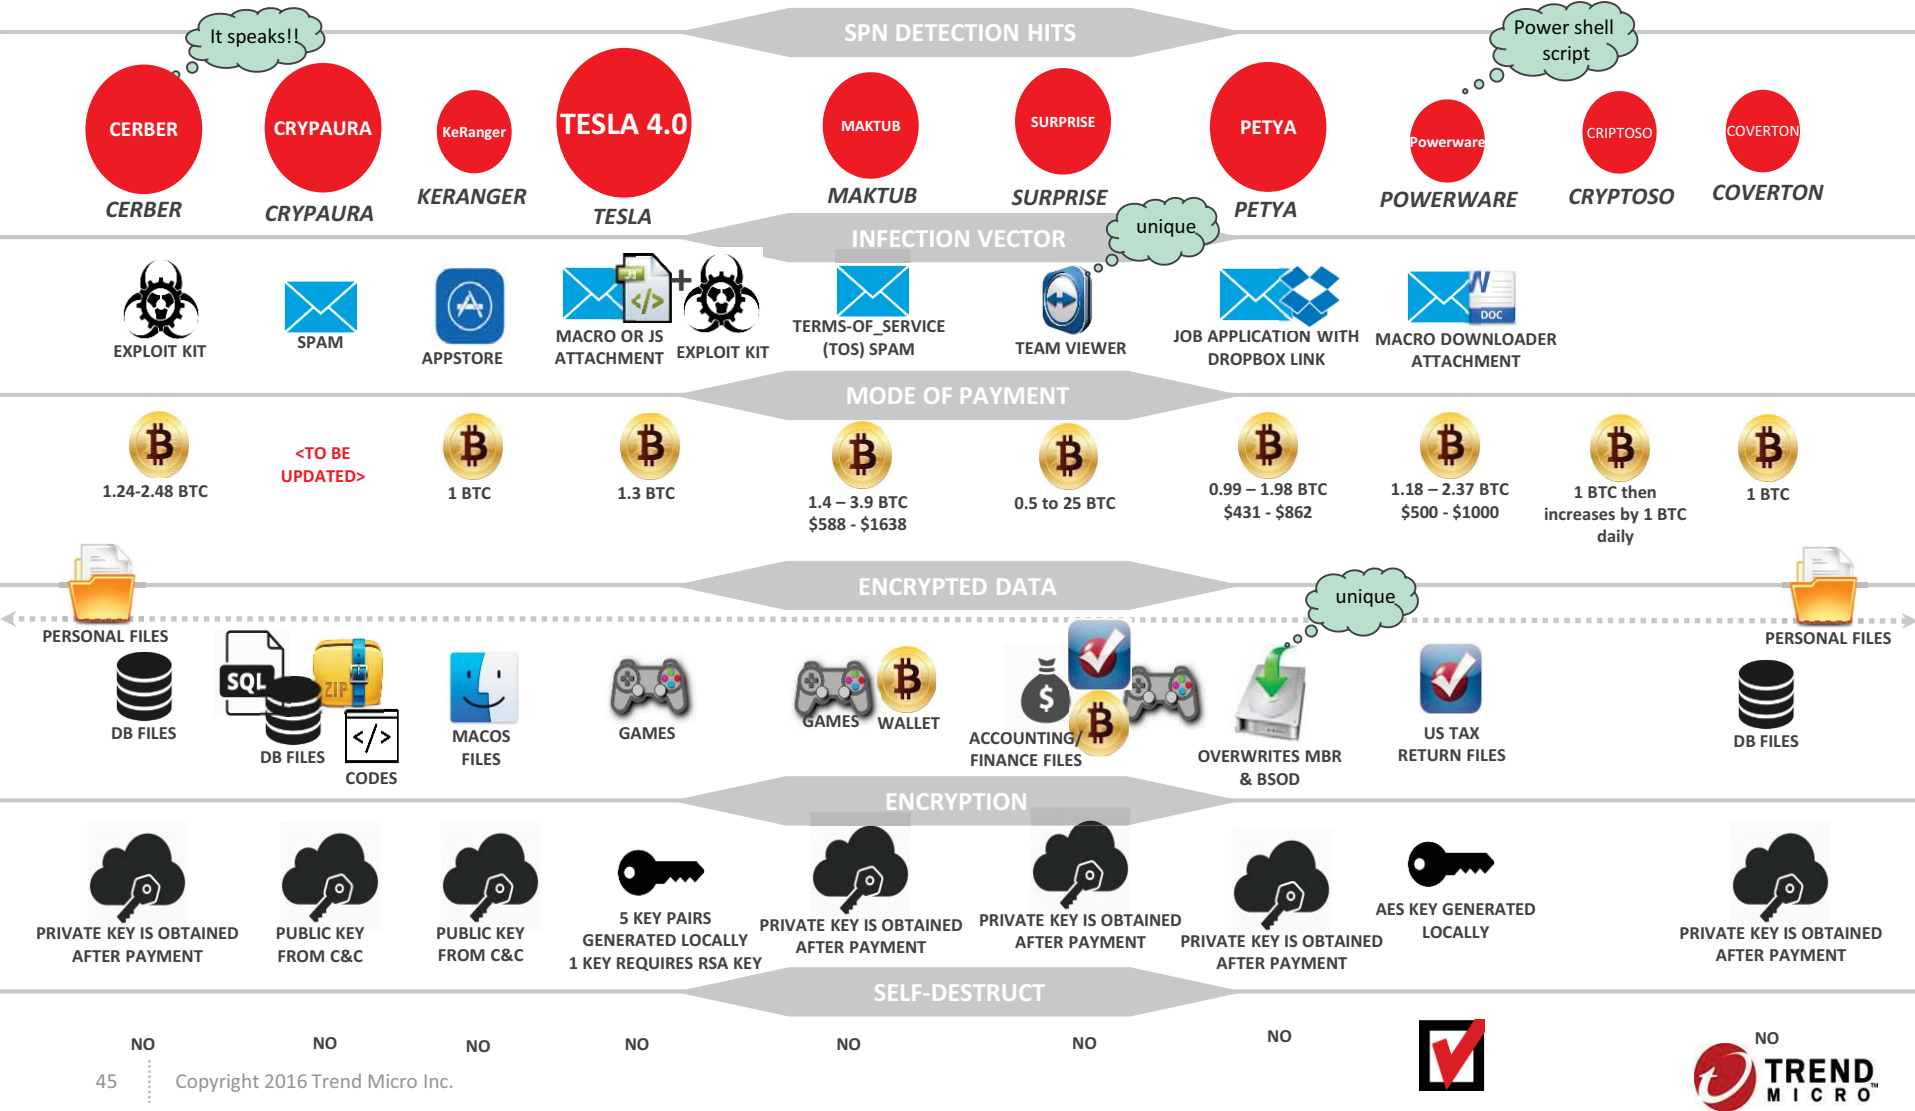 SPN DETECTION HITS
It speaks!!
Power shell
script
CERBER
CRYPAURA
KeRanger
TESLA 4.0
MAKTUB
SURPRISE
PETYA
Powerware
CRIPTOSO
COVERTON
CERBER
CRYPAURA
KERANGER
TESLA
MAKTUB
SURPRISE
PETYA
POWERWARE
CRYPTOSO
COVERTON
INFECTION VECTOR
unique
EXPLOIT KIT
SPAM
APPSTORE
JS
</>
+
MACRO OR JS
ATTACHMENT
EXPLOIT KIT
TERMS-OF_SERVICE
(TOS) SPAM
TEAM VIEWER
JOB APPLICATION WITH
DROPBOX LINK
W
DOC
MACRO DOWNLOADER
ATTACHMENT
MODE OF PAYMENT
1.24-2.48 BTC
<TO BE
UPDATED>
1 BTC
1.3 BTC
1.4 – 3.9 BTC
$588 - $1638
0.5 to 25 BTC
0.99 – 1.98 BTC
$431 - $862
1.18 – 2.37 BTC
$500 - $1000
1 BTC then
increases by 1 BTC
daily
1 BTC
ENCRYPTED DATA
unique
PERSONAL FILES
PERSONAL FILES
DB FILES
SQL
ZIP
DB FILES
</>
CODES
MACOS
FILES
GAMES
GAMES
WALLET
$
ACCOUNTING/
FINANCE FILES
OVERWRITES MBR
& BSOD
US TAX
RETURN FILES
DB FILES
ENCRYPTION
PRIVATE KEY IS OBTAINED
AFTER PAYMENT
PUBLIC KEY
FROM C&C
PUBLIC KEY
FROM C&C
5 KEY PAIRS
GENERATED LOCALLY
1 KEY REQUIRES RSA KEY
PRIVATE KEY IS OBTAINED
AFTER PAYMENT
PRIVATE KEY IS OBTAINED
AFTER PAYMENT
PRIVATE KEY IS OBTAINED
AFTER PAYMENT
AES KEY GENERATED
LOCALLY
PRIVATE KEY IS OBTAINED
AFTER PAYMENT
SELF-DESTRUCT
NO
NO
NO
NO
NO
NO
NO
NO
45
Copyright 2016 Trend Micro Inc.
TREND
MICRO™